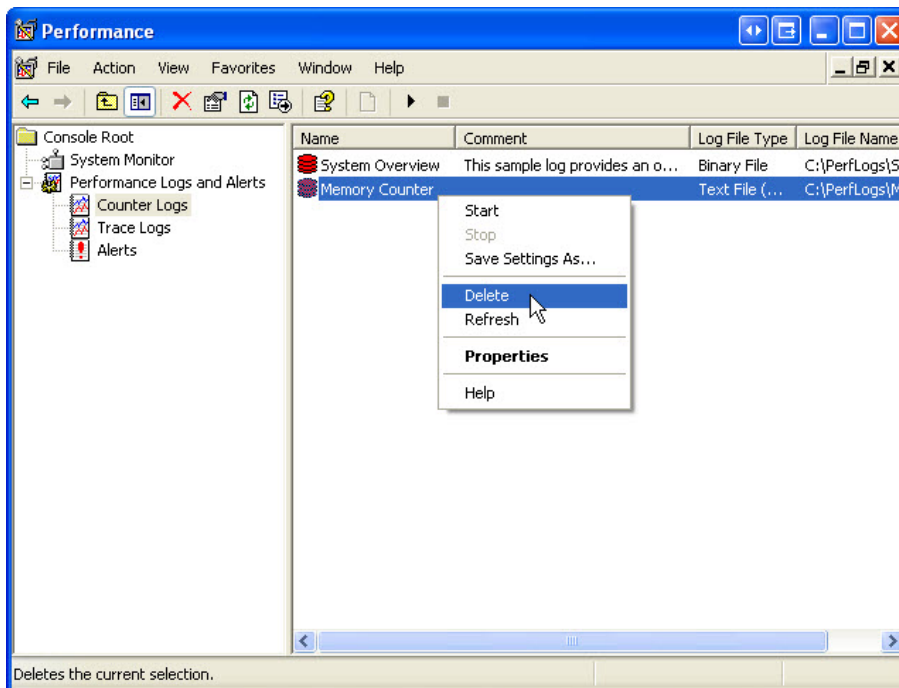 Performance
File Action View Favorites Window Help
Console Root
System Monitor
Performance Logs and Alerts
Counter Logs
Trace Logs
Alerts
Name Comment Log File Type Log File Name
System Overview This sample log provides an o... Binary File C:\PerfLogs\S
Memory Counter Text File (... C:\PerfLogs\M
Start
Stop
Save Settings As...
Delete
Refresh
Properties
Help
Deletes the current selection.